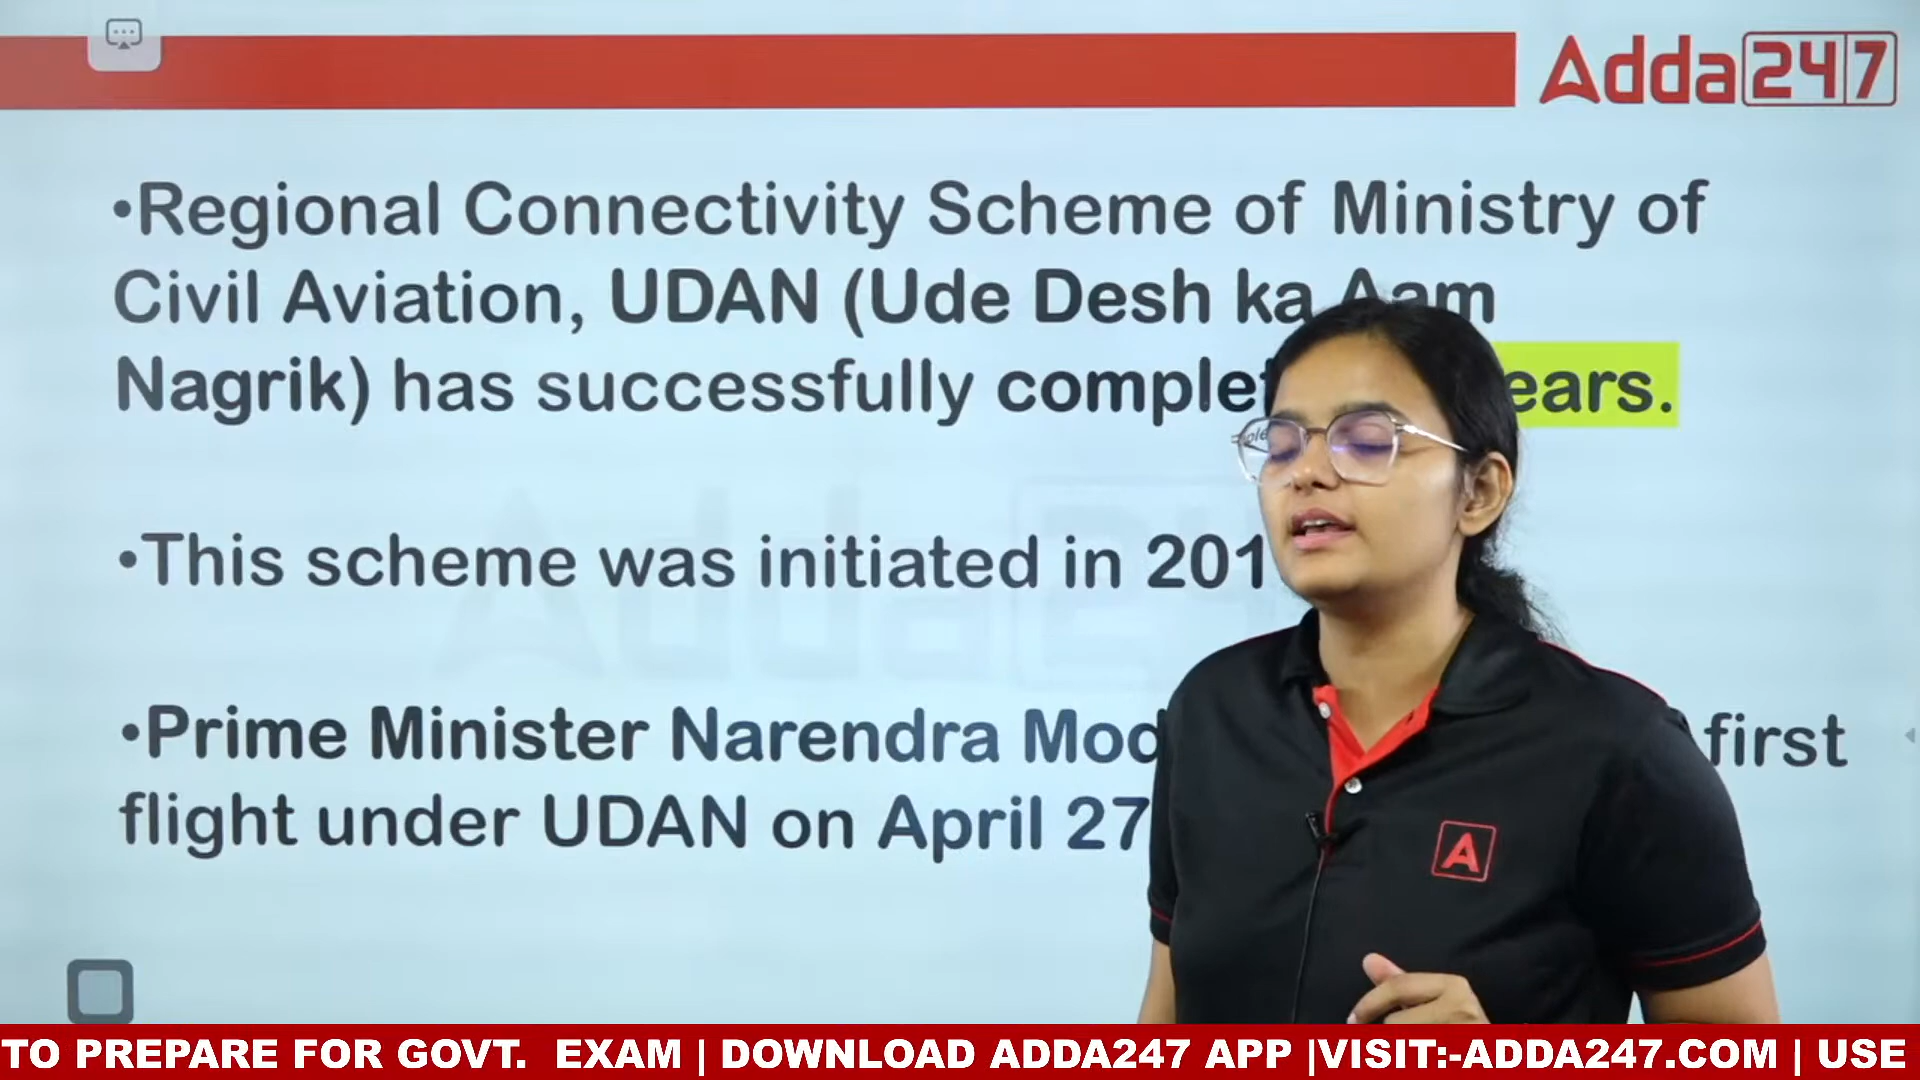 Adda247
•Regional Connectivity Scheme of Ministry of
Civil Aviation, UDAN (Ude Desh ka Aam
Nagrik) has successfully complet ears.
•This scheme was initiated in 201
•Prime Minister Narendra Mod first
flight under UDAN on April 27
A
TO PREPARE FOR GOVT. EXAM | DOWNLOAD ADDA247 APP |VISIT:-ADDA247.COM | USE